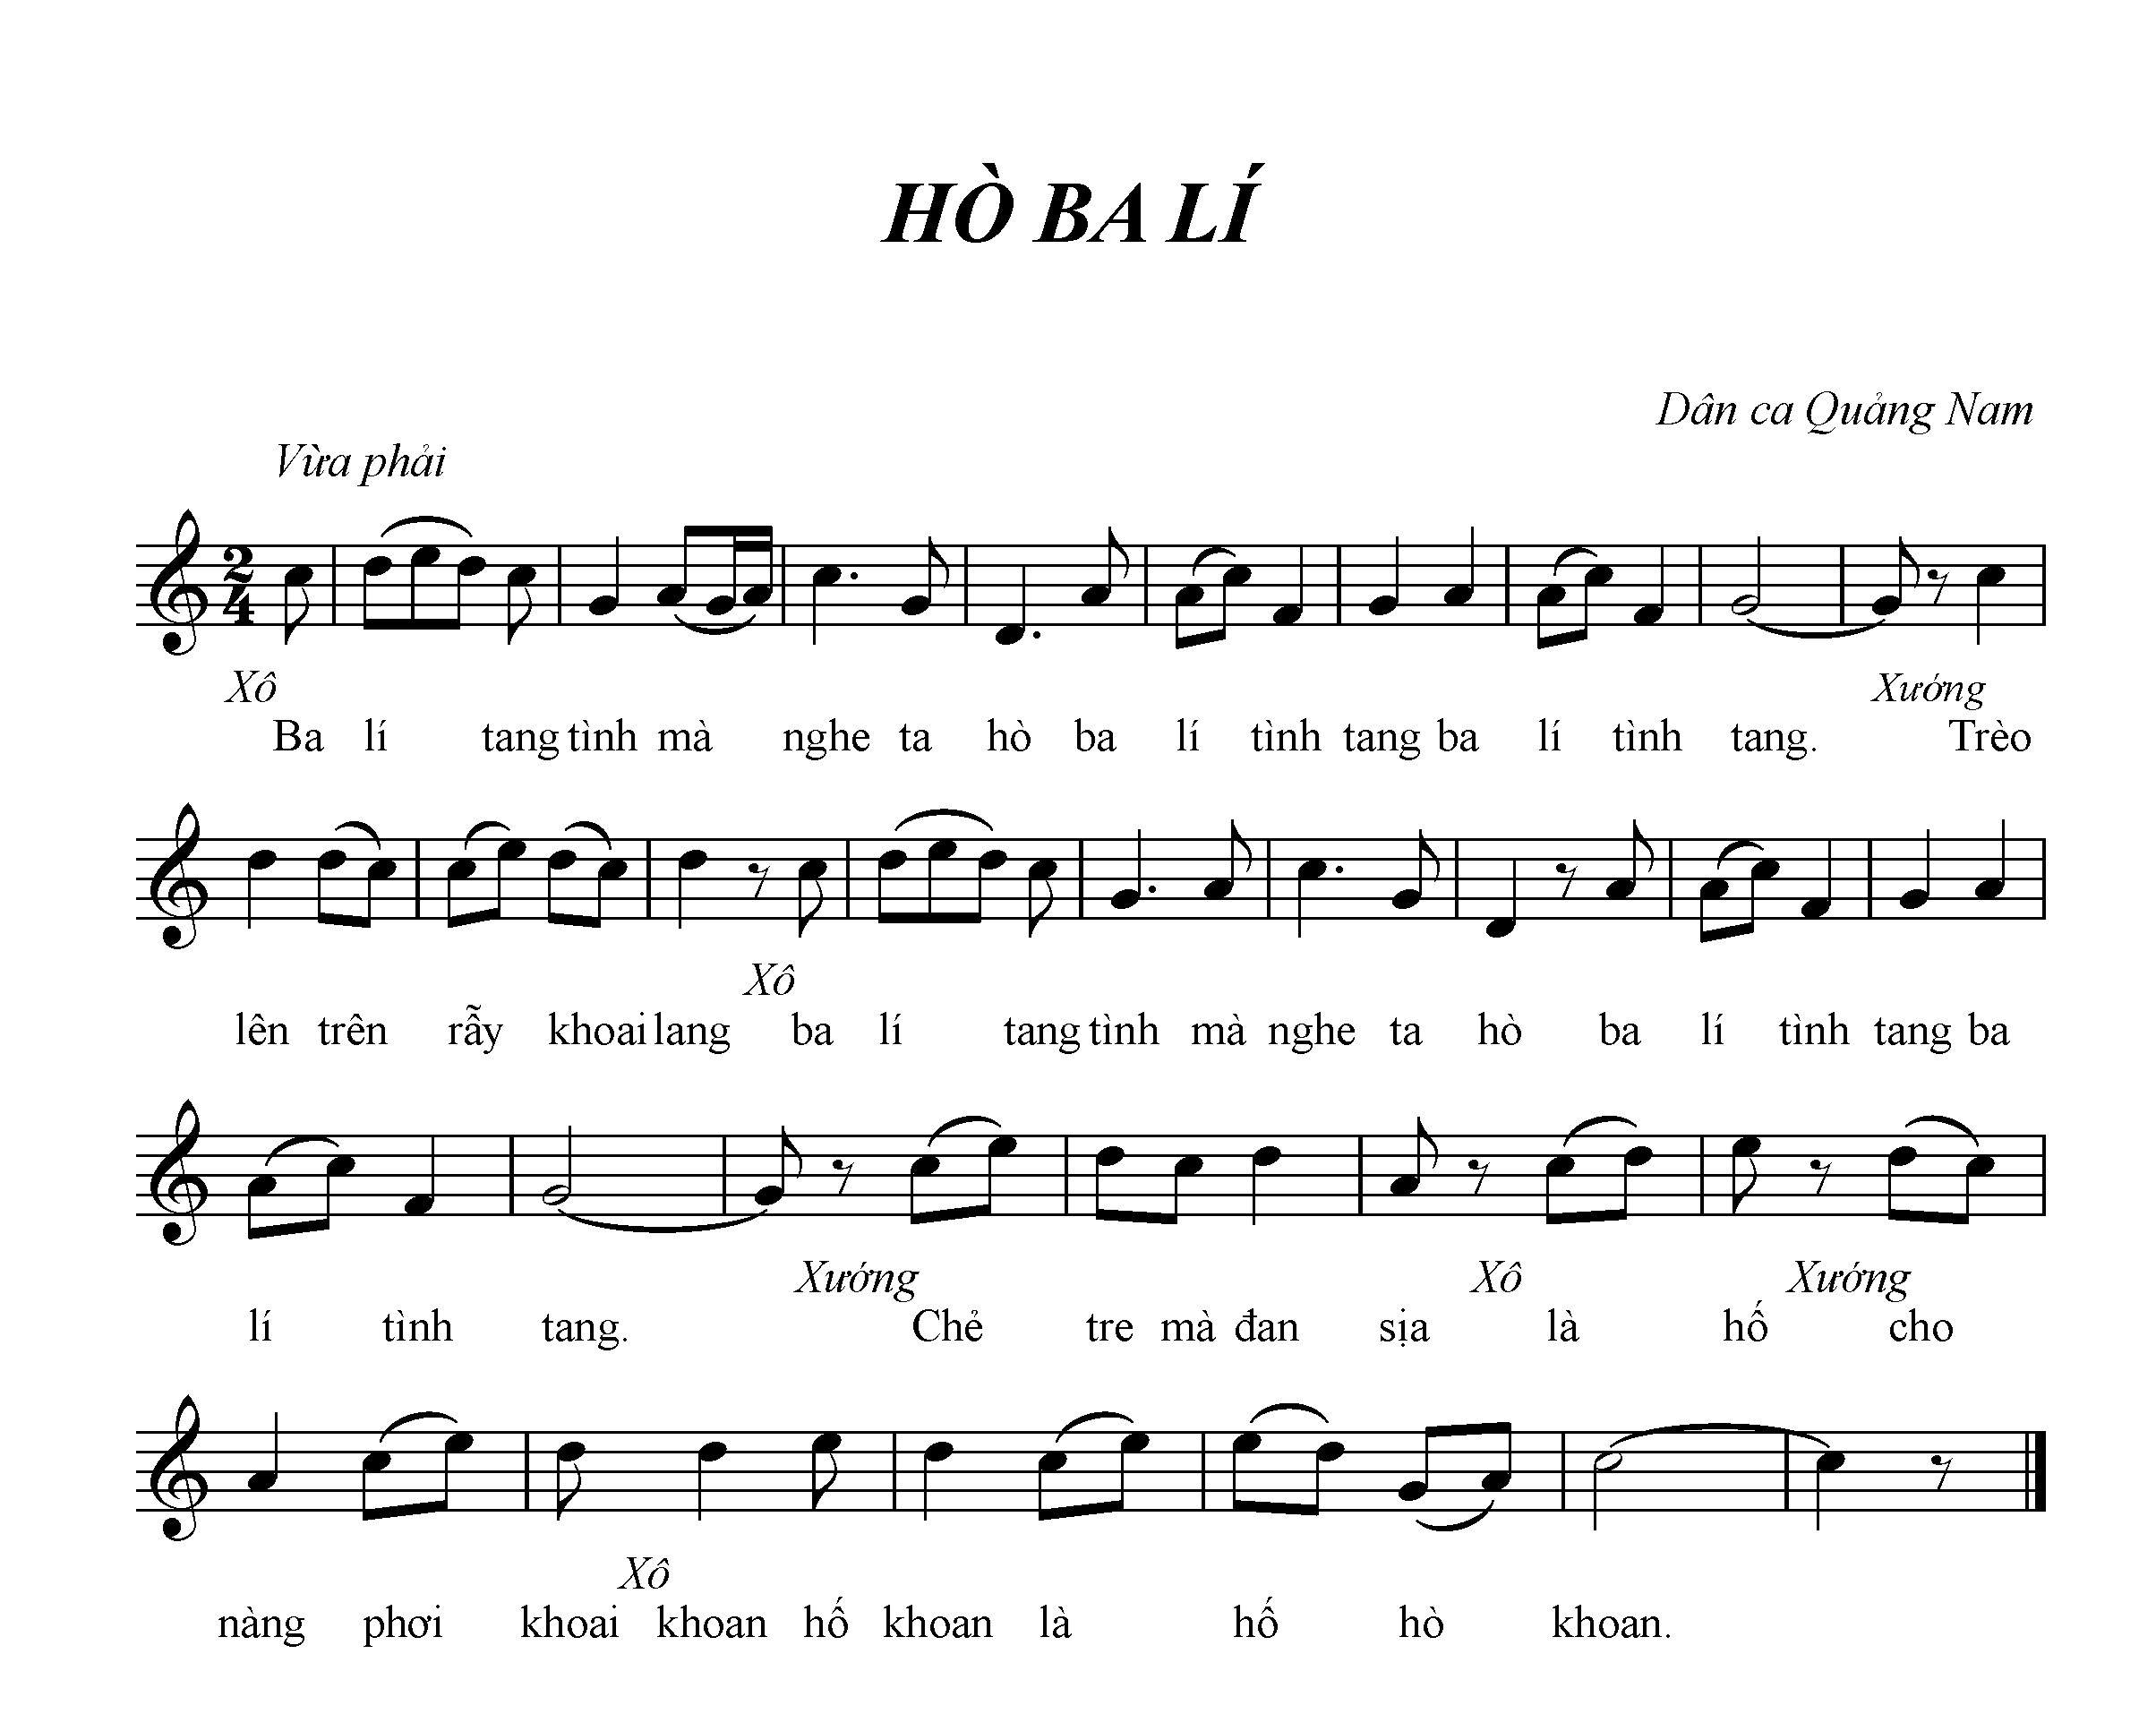 HÒ BA LÍ
Dân ca Quảng Nam
Vừa phải
2
4
Xô Xướng
Ba lí tang tình mà nghe ta hò ba lí tình tang ba lí tình tang. Trèo
Xô
lên trên rẫy khoai lang ba lí tang tình mà nghe ta hò ba lí tình tang ba
Xướng Xô Xướng
lí tình tang. Chẻ tre mà đan sịa là hố cho
Xô
nàng phơi khoai khoan hố khoan là hố hò khoan.